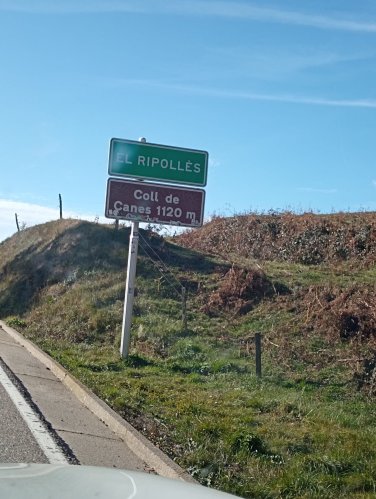 EL RIPOLLÈS
Coll de
Canes 1120 m